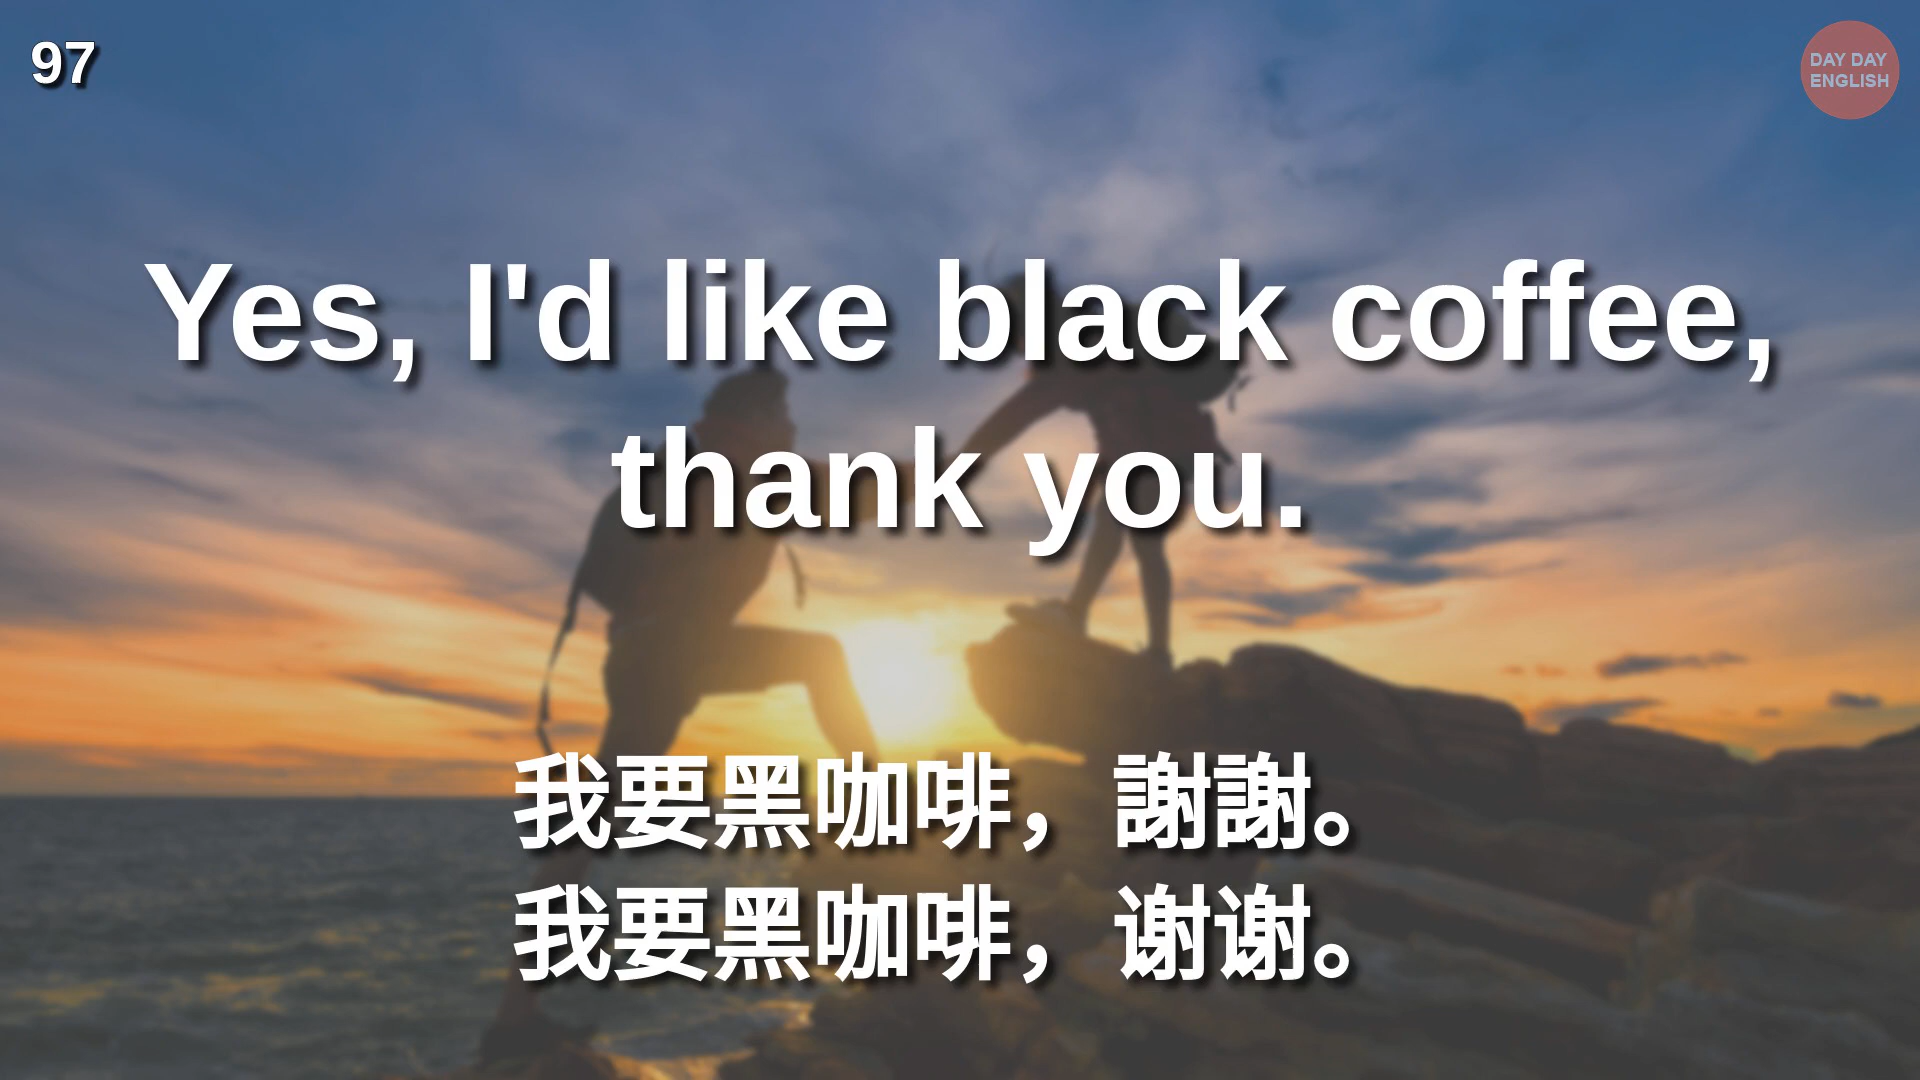 97
DAY DAY
ENGLISH
Yes, I'd like black coffee,
thank you.
我要黑咖啡，謝謝。
我要黑咖啡，谢谢。